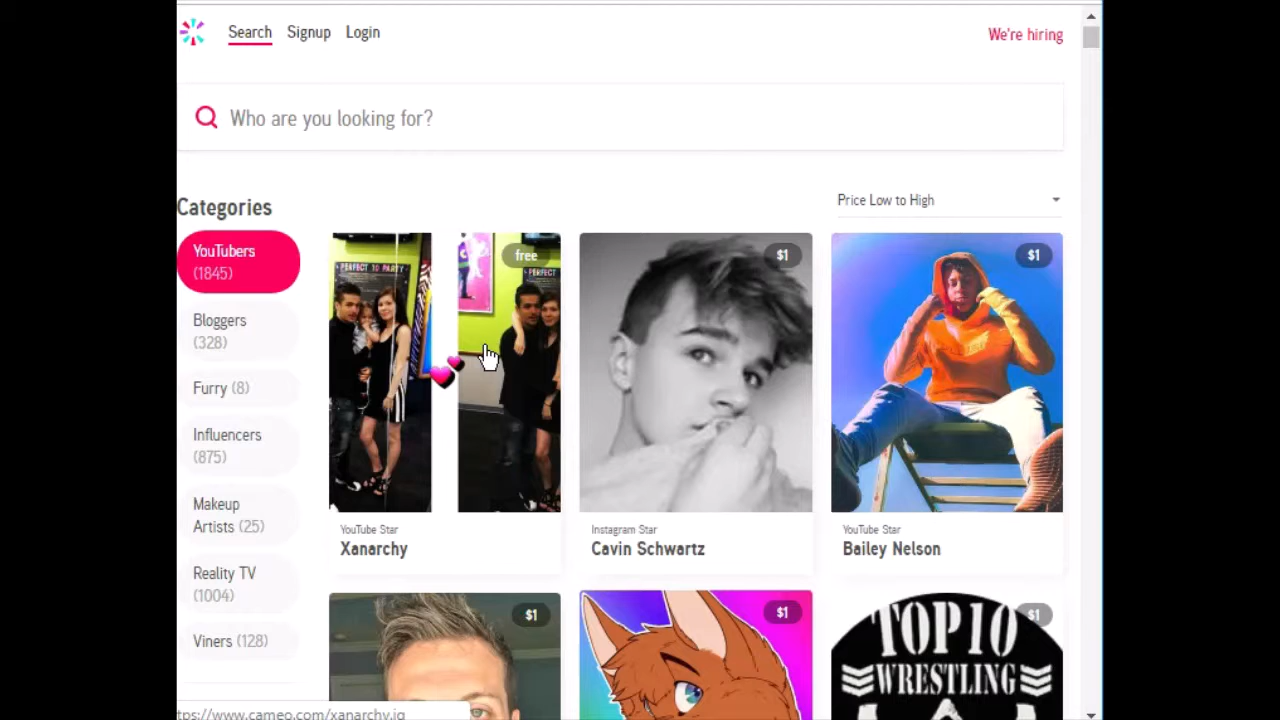 Search Signup Login We're hiring
Who are you looking for?
Categories
Price Low to High
YouTubers
(1845)
Bloggers
(328)
Furry (8)
Influencers
(875)
Makeup
Artists (25)
Reality TV
(1004)
Viners (128)
free
PERFECT 10 PARTY
PERFECT
YouTube Star
Xanarchy
$1
Instagram Star
Cavin Schwartz
$1
YouTube Star
Bailey Nelson
$1
$1
$1
TOP10
WRESTLING
tps://www.cameo.com/xanarchy.ig